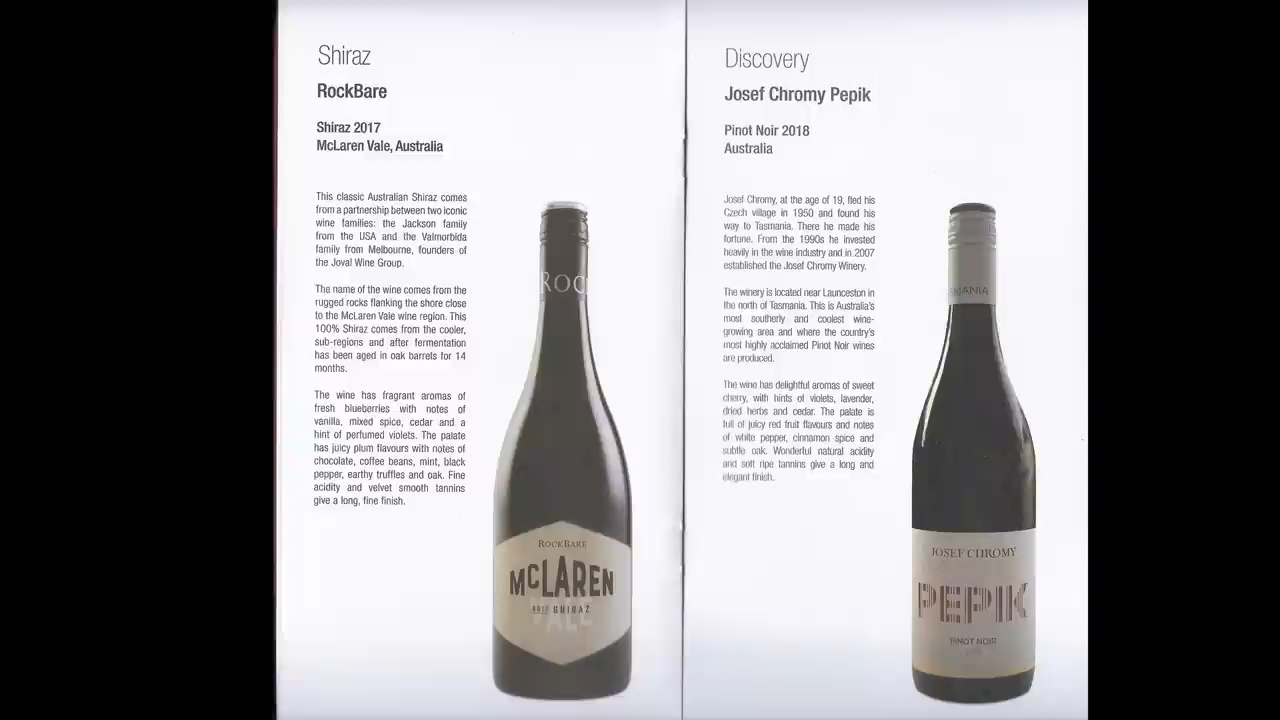 Shiraz
RockBare
Shiraz 2017
McLaren Vale, Australia
This classic Australian Shiraz comes
from a partnership between two iconic
wine families: the Jackson family
from the USA and the Valmorbida
family from Melbourne, founders of
the Joval Wine Group.
The name of the wine comes from the
rugged rocks flanking the shore close
to the McLaren Vale wine region. This
100% Shiraz comes from the cooler,
sub-regions and after fermentation
has been aged in oak barrels for 14
months.
The wine has fragrant aromas of
fresh blueberries with notes of
vanilla, mixed spice, cedar and a
hint of perfumed violets. The palate
has juicy plum flavours with notes of
chocolate, coffee beans, mint, black
pepper, earthy truffles and oak. Fine
acidity and velvet smooth tannins
give a long, fine finish.
ROC
ROCKBARE
MCLAREN
2017 SHIRAZ
VALE
Discovery
Josef Chromy Pepik
Pinot Noir 2018
Australia
Josef Chromy, at the age of 19, fled his
Czech village in 1950 and found his
way to Tasmania. There he made his
fortune. From the 1990s he invested
heavily in the wine industry and in 2007
established the Josef Chromy Winery.
The winery is located near Launceston in
the north of Tasmania. This is Australia's
most southerly and coolest wine-
growing area and where the country's
most highly acclaimed Pinot Noir wines
are produced.
The wine has delightful aromas of sweet
cherry, with hints of violets, lavender,
dried herbs and cedar. The palate is
full of juicy red fruit flavours and notes
of white pepper, cinnamon spice and
subtle oak. Wonderful natural acidity
and soft ripe tannins give a long and
elegant finish.
MANIA
JOSEF CHROMY
PEPIK
PINOT NOIR